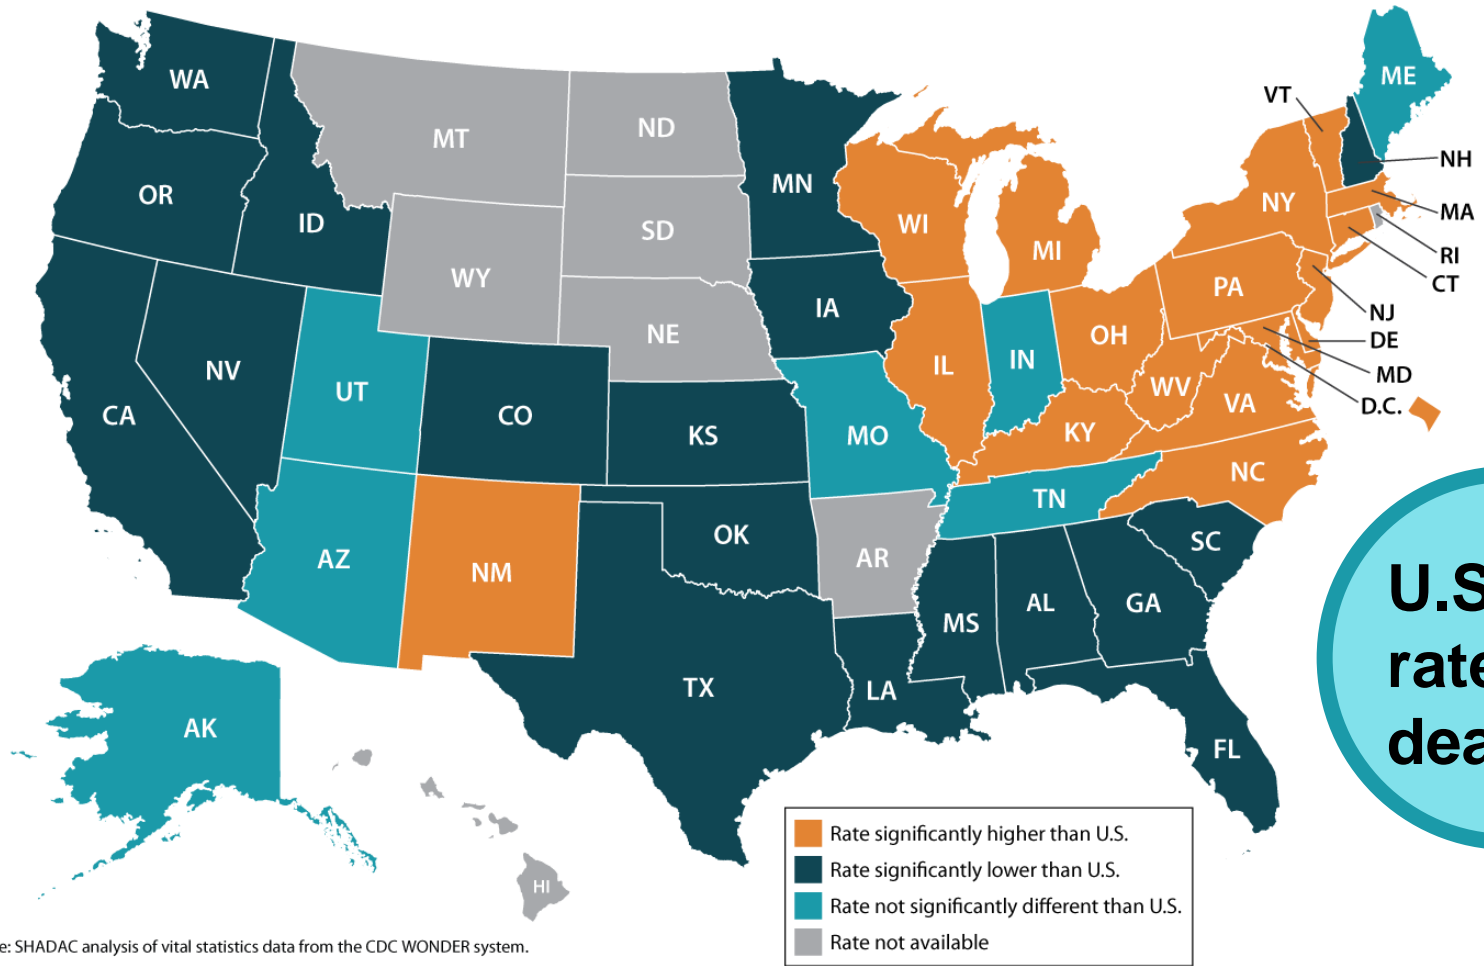 WA
MT
ND
MN
ME
VT
NH
OR
ID
SD
WI
MI
NY
MA
RI
CT
WY
PA
NJ
IA
NE
OH
DE
NV
UT
IL
IN
WV
MD
VA
D.C.
CA
CO
KS
MO
KY
NC
TN
OK
AZ
NM
AR
SC
MS
AL
GA
TX
LA
FL
AK
HI
U.S
rate
dea
Rate significantly higher than U.S.
Rate significantly lower than U.S.
Rate not significantly different than U.S.
Rate not available
e: SHADAC analysis of vital statistics data from the CDC WONDER system.